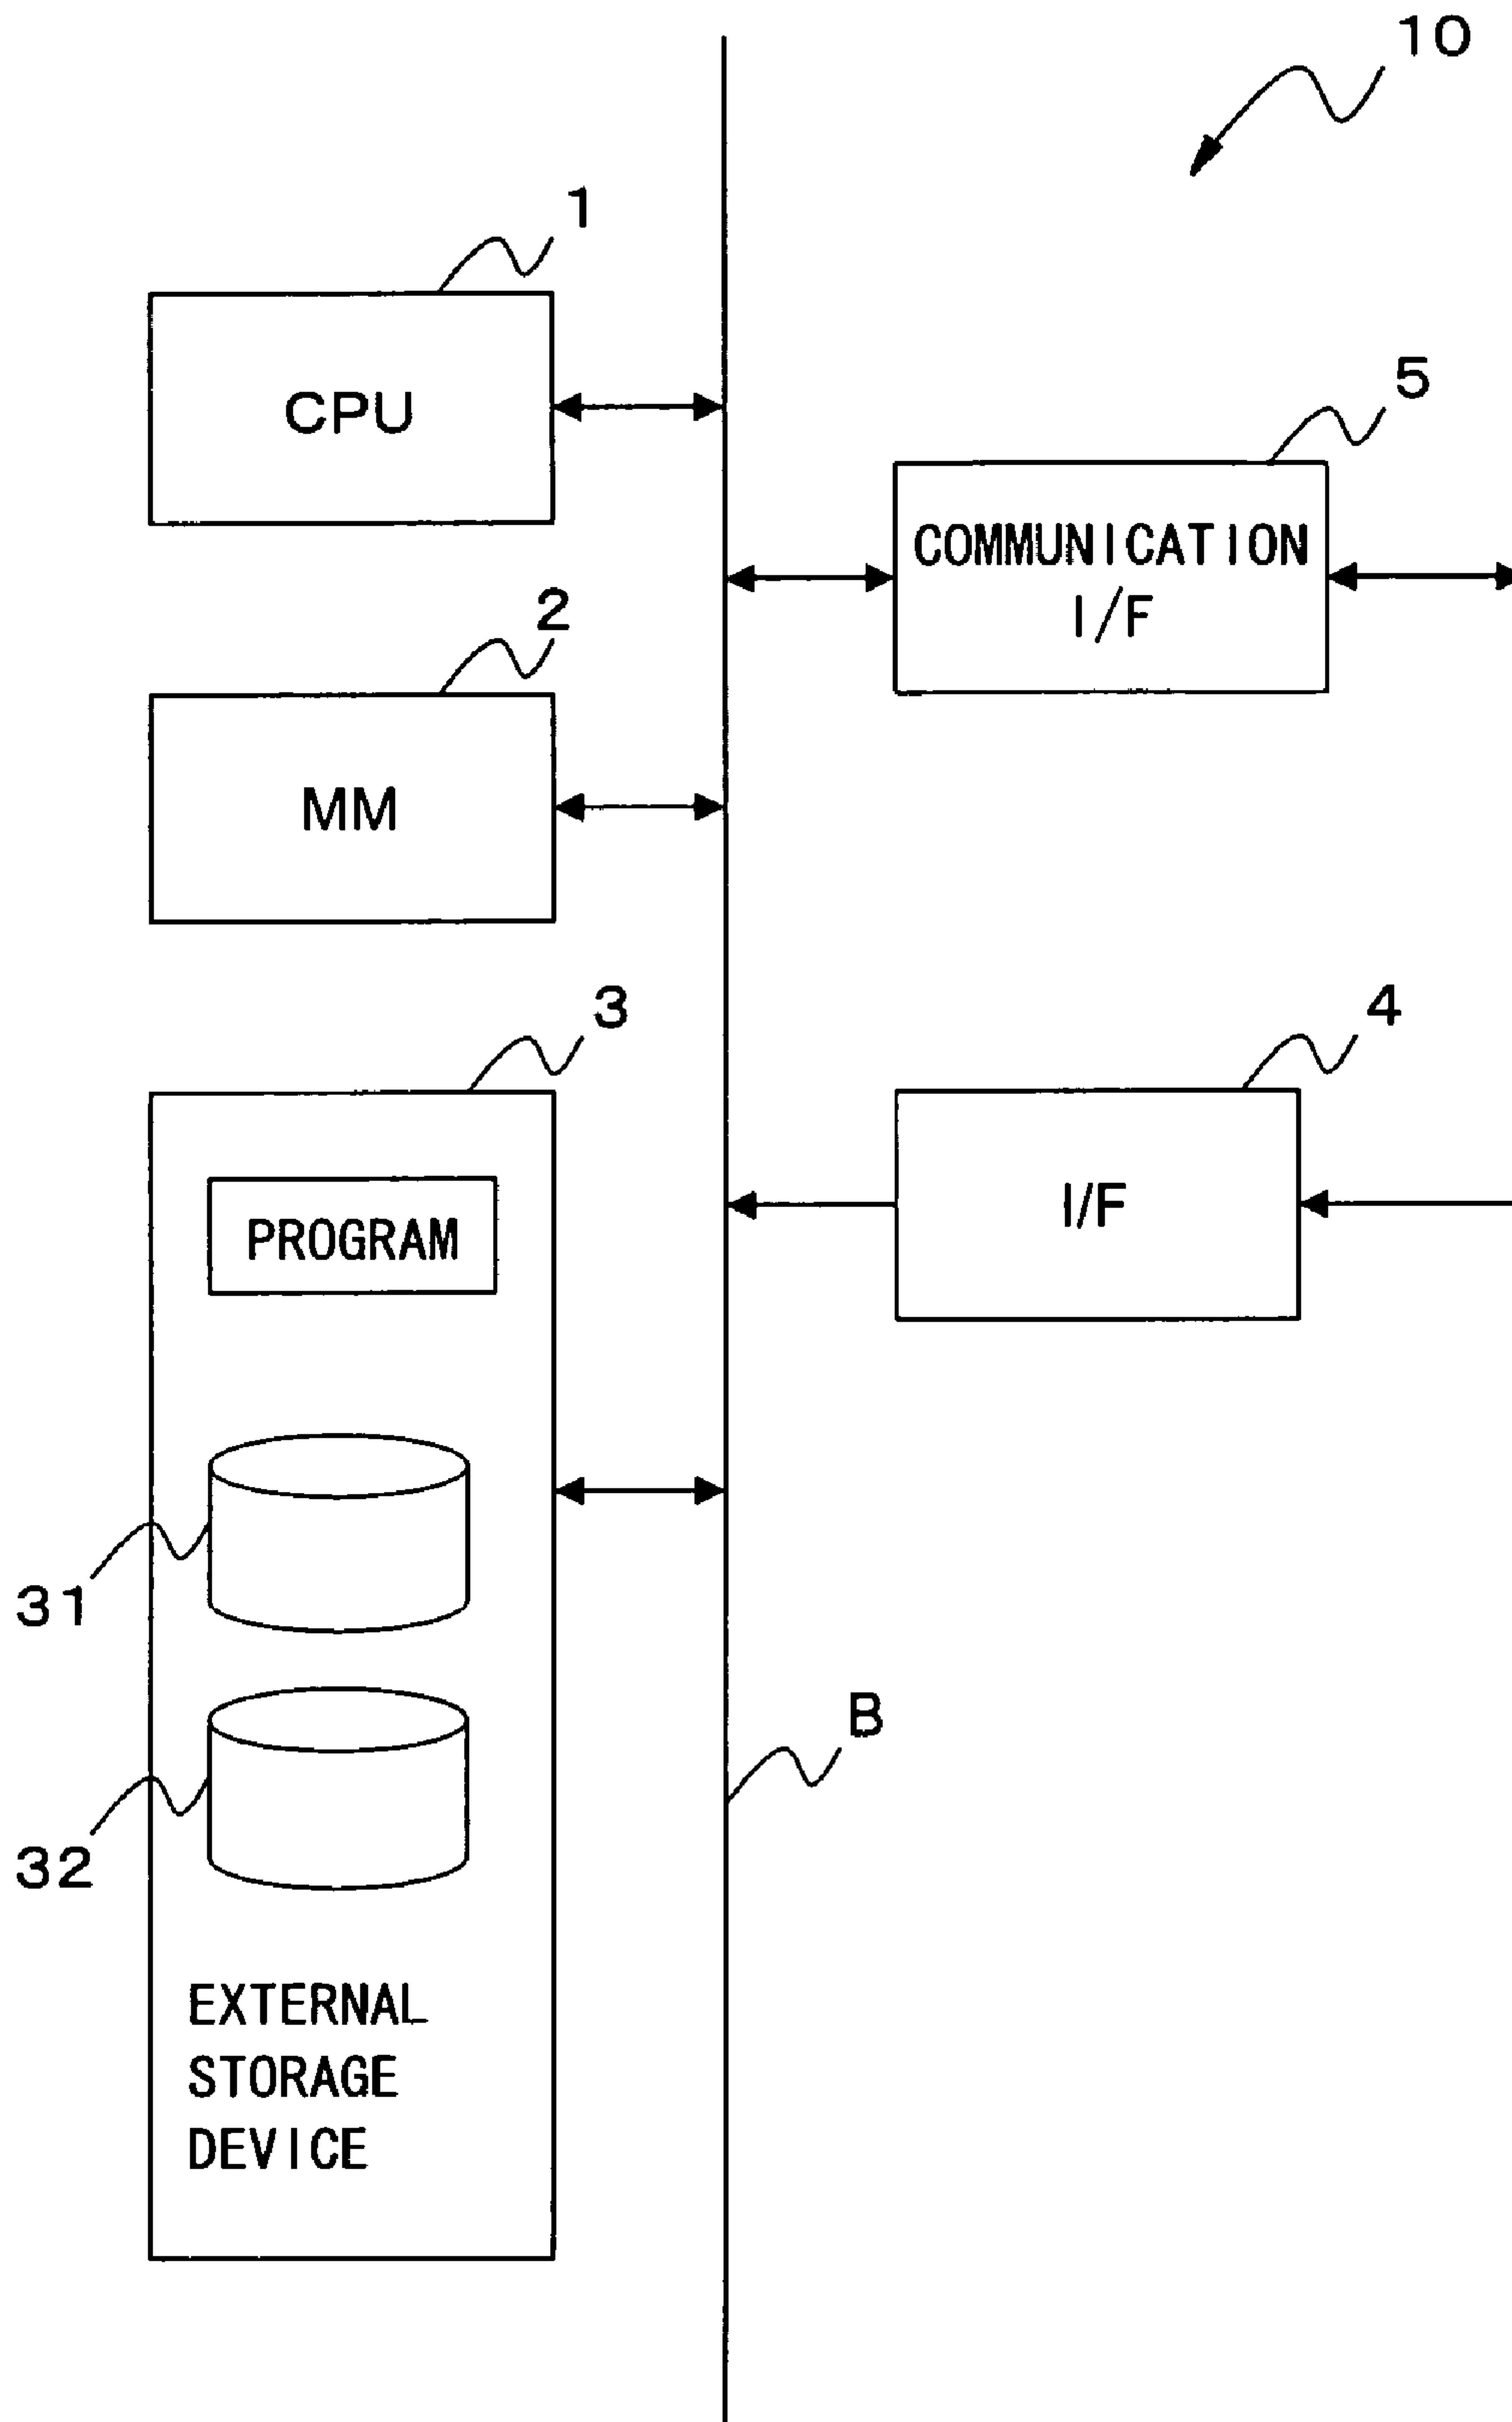 10
1
CPU
5
COMMUNICATION
I/F
2
MM
3
4
PROGRAM
I/F
31
B
32
EXTERNAL
STORAGE
DEVICE